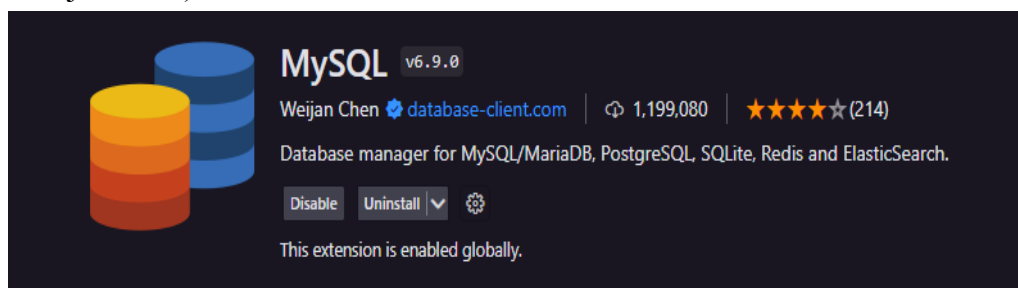 MySQL v6.9.0
Weijan Chen database-client.com 1,199,080 (214)
Database manager for MySQL/MariaDB, PostgreSQL, SQLite, Redis and ElasticSearch.
Disable Uninstall
This extension is enabled globally.